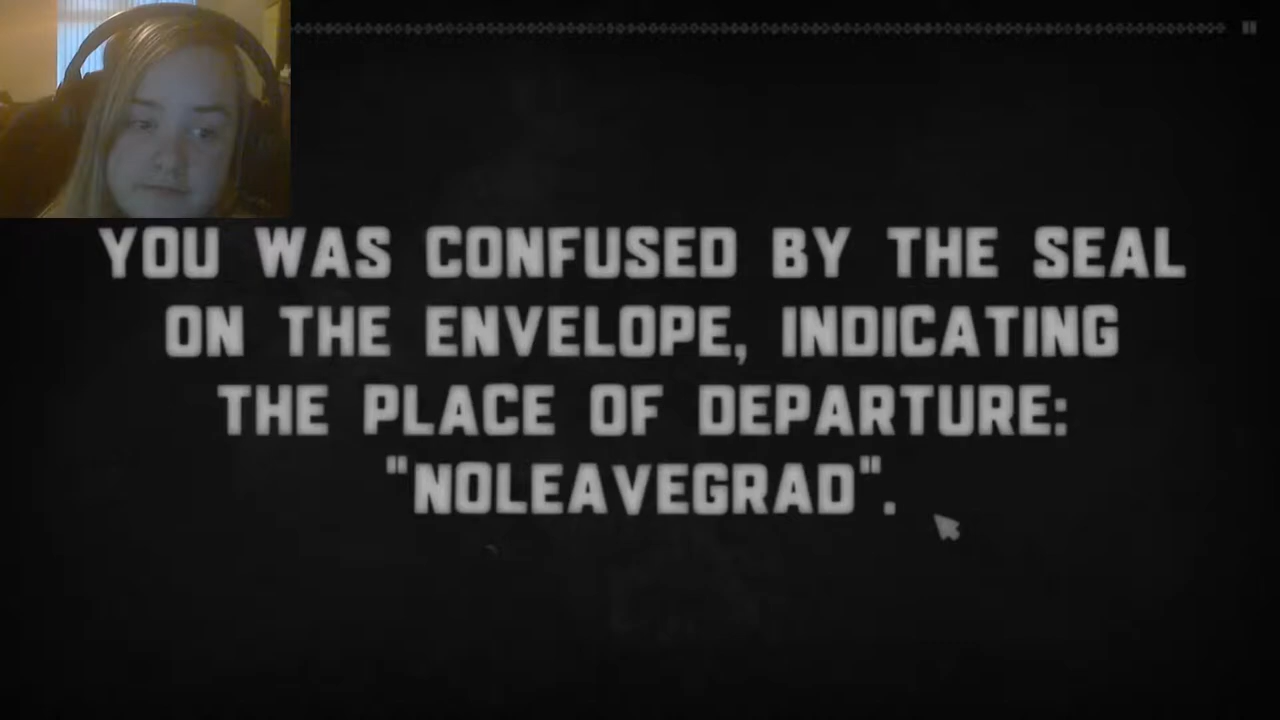 YOU WAS CONFUSED BY THE SEAL
ON THE ENVELOPE, INDICATING
THE PLACE OF DEPARTURE:
"NOLEAVEGRAD".